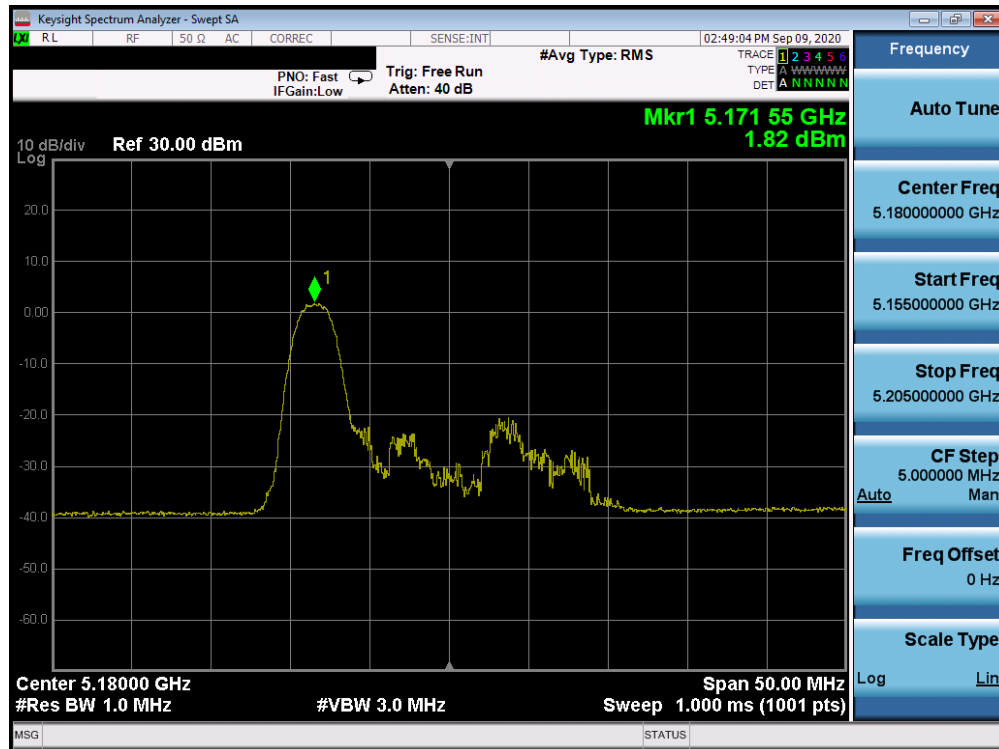 Keysight Spectrum Analyzer - Swept SA
LXI RL RF 50 Ω AC CORREC SENSE:INT 02:49:04 PM Sep 09, 2020
#Avg Type: RMS
TRACE 1 2 3 4 5 6
PNO: Fast Trig: Free Run
TYPE A WWWWW
IFGain:Low Atten: 40 dB
DET A N N N N N
Mkr1 5.171 55 GHz
1.82 dBm
10 dB/div Ref 30.00 dBm
Log
20.0
10.0
1
0.00
-10.0
-20.0
-30.0
-40.0
-50.0
-60.0
Center 5.18000 GHz Span 50.00 MHz
#Res BW 1.0 MHz #VBW 3.0 MHz Sweep 1.000 ms (1001 pts)
MSG STATUS
Frequency
Auto Tune
Center Freq
5.180000000 GHz
Start Freq
5.155000000 GHz
Stop Freq
5.205000000 GHz
CF Step
5.000000 MHz
Auto Man
Freq Offset
0 Hz
Scale Type
Log Lin